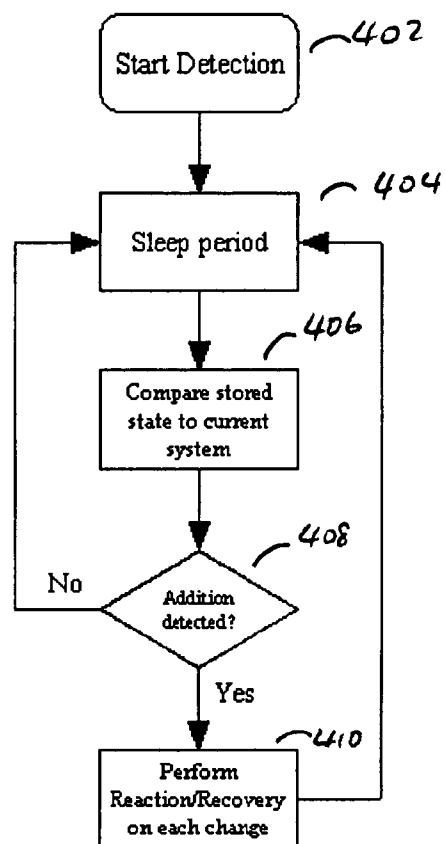 Start Detection
402
Sleep period
404
406
Compare stored
state to current
system
408
No
Addition
detected?
Yes
410
Perform
Reaction/Recovery
on each change